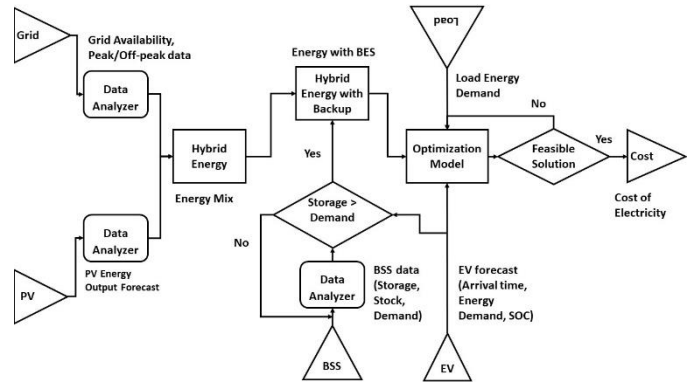 Grid
Grid Availability,
Peak/Off-peak data
Data
Analyzer
Energy with BES
Hybrid
Energy with
Backup
Load
Load Energy
Demand
No
Hybrid
Energy
Energy Mix
Optimization
Model
Feasible
Solution
Yes
Cost
Cost of
Electricity
Yes
Storage >
Demand
No
Data
Analyzer
PV Energy
Output Forecast
PV
Data
Analyzer
BSS data
(Storage,
Stock,
Demand)
EV forecast
(Arrival time,
Energy
Demand, SOC)
BSS
EV